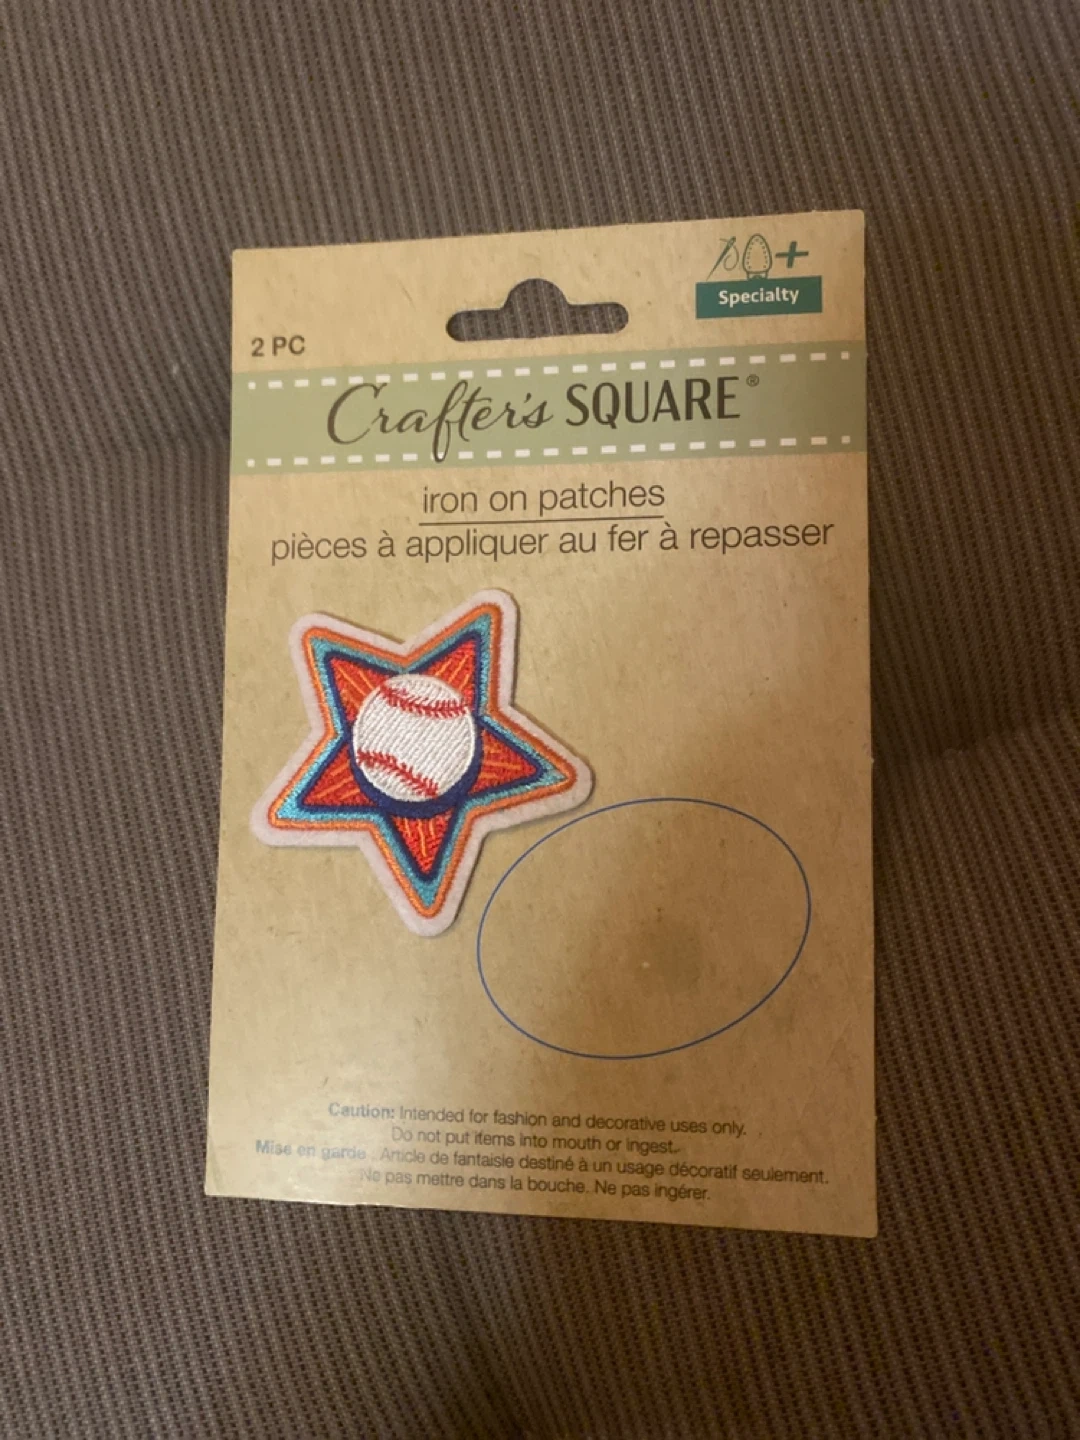 Specialty
2 PC
Crafter's SQUARE®
iron on patches
pièces à appliquer au fer à repasser
Caution: Intended for fashion and decorative uses only.
Do not put items into mouth or ingest.
Mise en garde : Article de fantaisie destiné à un usage décoratif seulement.
Ne pas mettre dans la bouche. Ne pas ingérer.